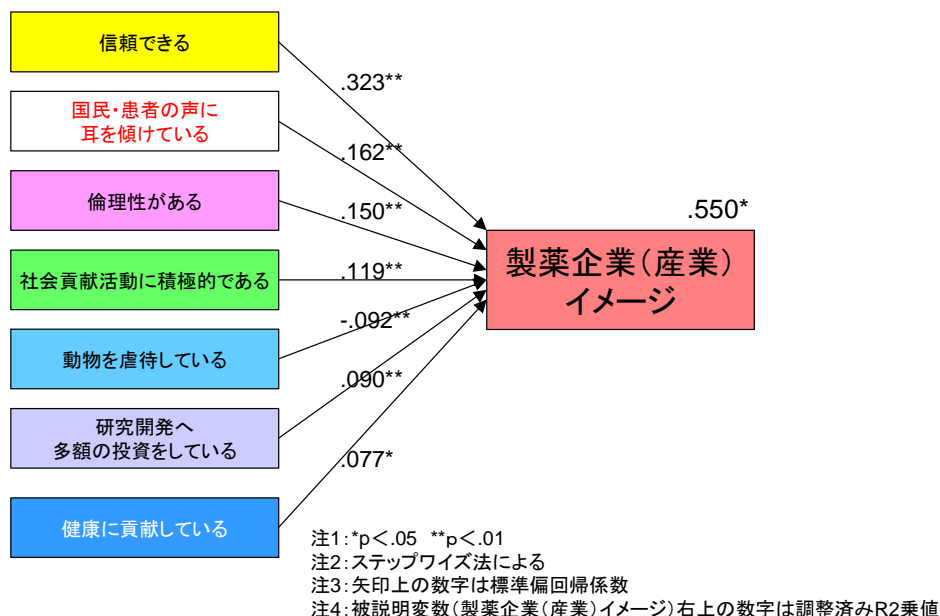 信頼できる
.323**
国民・患者の声に
耳を傾けている
.162**
倫理性がある
.150**
.550*
製薬企業（産業）
イメージ
社会貢献活動に積極的である
.119**
-.092**
動物を虐待している
.090**
研究開発へ
多額の投資をしている
.077*
健康に貢献している
注1：*p＜.05 **p＜.01
注2：ステップワイズ法による
注3：矢印上の数字は標準偏回帰係数
注4：被説明変数（製薬企業（産業）イメージ）右上の数字は調整済みR2乗値